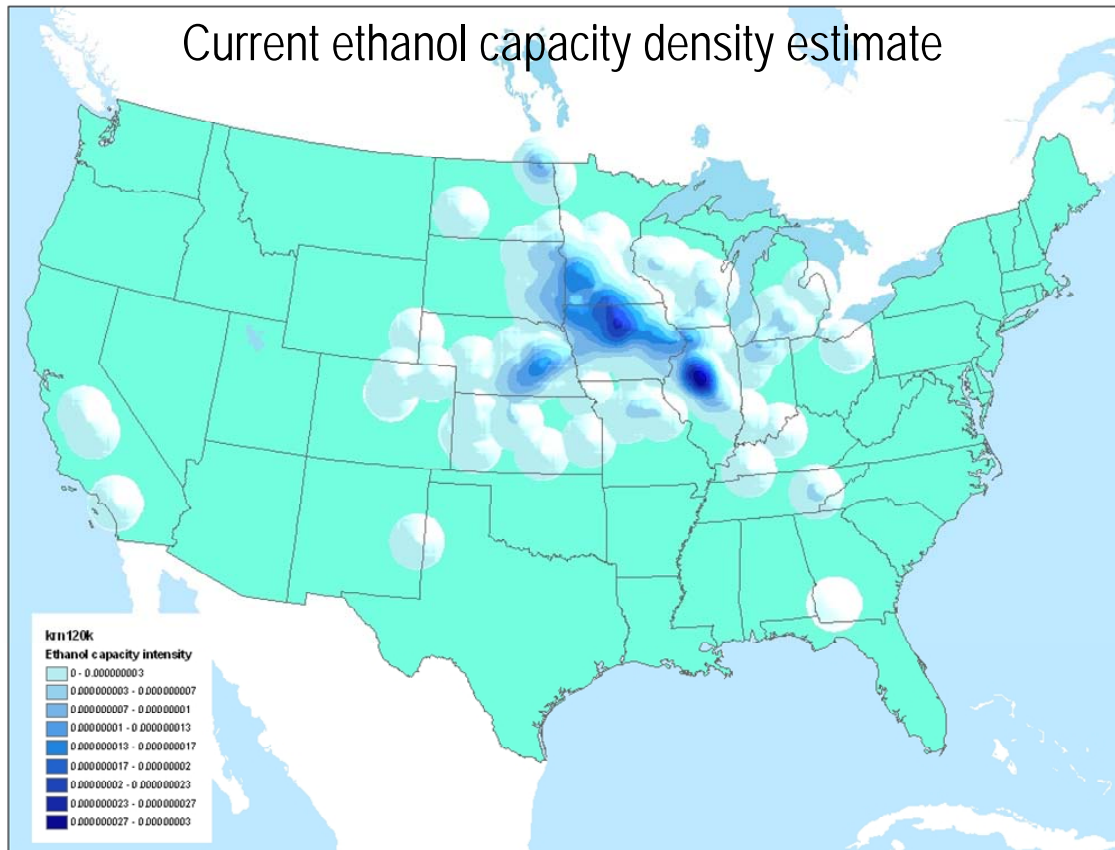 Current ethanol capacity density estimate
krn120k
Ethanol capacity intensity
0 - 0.000000003
0.000000003 - 0.000000007
0.000000007 - 0.00000001
0.00000001 - 0.000000013
0.000000013 - 0.000000017
0.000000017 - 0.00000002
0.00000002 - 0.000000023
0.000000023 - 0.000000027
0.000000027 - 0.00000003